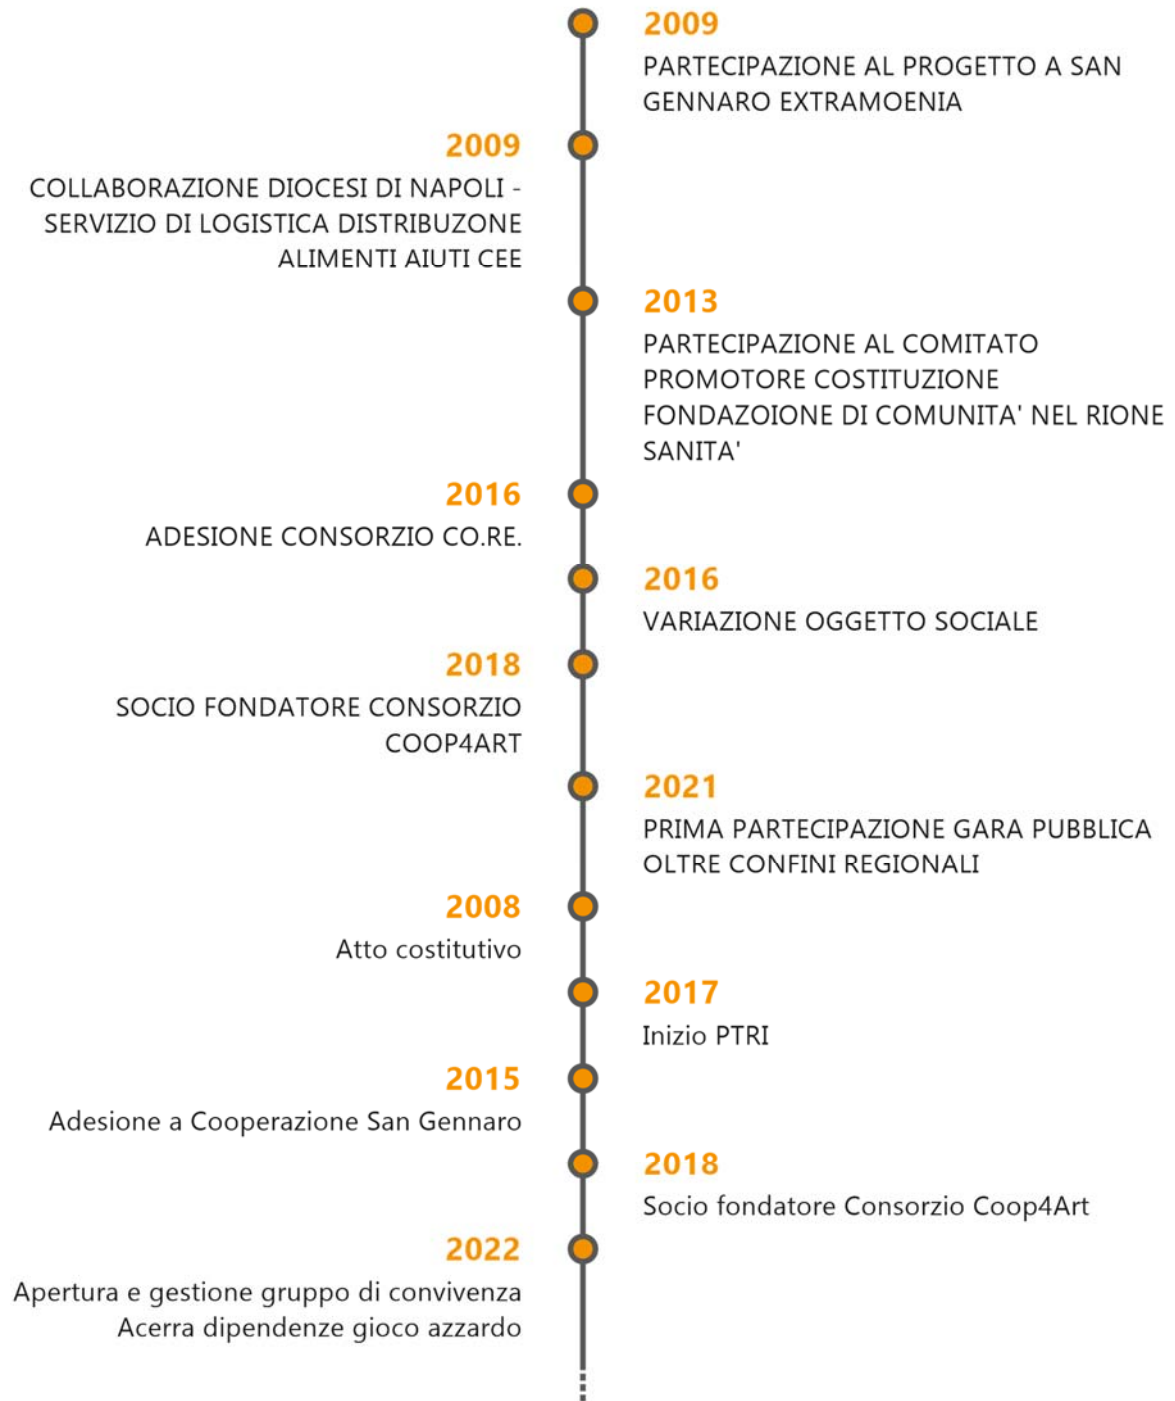 2009
PARTECIPAZIONE AL PROGETTO A SAN
GENNARO EXTRAMOENIA
2009
COLLABORAZIONE DIOCESI DI NAPOLI -
SERVIZIO DI LOGISTICA DISTRIBUZONE
ALIMENTI AIUTI CEE
2013
PARTECIPAZIONE AL COMITATO
PROMOTORE COSTITUZIONE
FONDAZOIONE DI COMUNITA' NEL RIONE
SANITA'
2016
ADESIONE CONSORZIO CO.RE.
2016
VARIAZIONE OGGETTO SOCIALE
2018
SOCIO FONDATORE CONSORZIO
COOP4ART
2021
PRIMA PARTECIPAZIONE GARA PUBBLICA
OLTRE CONFINI REGIONALI
2008
Atto costitutivo
2017
Inizio PTRI
2015
Adesione a Cooperazione San Gennaro
2018
Socio fondatore Consorzio Coop4Art
2022
Apertura e gestione gruppo di convivenza
Acerra dipendenze gioco azzardo